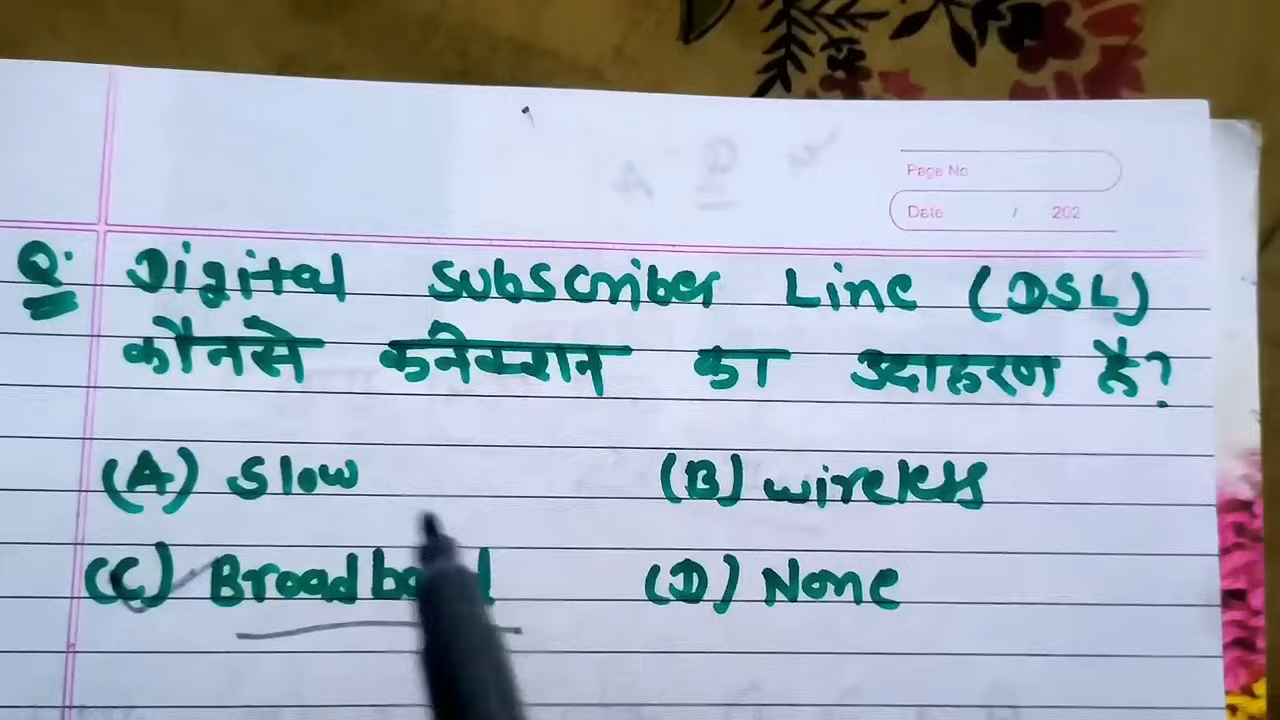 Page No
Date / 202
Q. Digital Subscriber Line (DSL)
कौनसे कनेक्शन का उदाहरण है?
(A) Slow (B) wireless
(C) (D) None